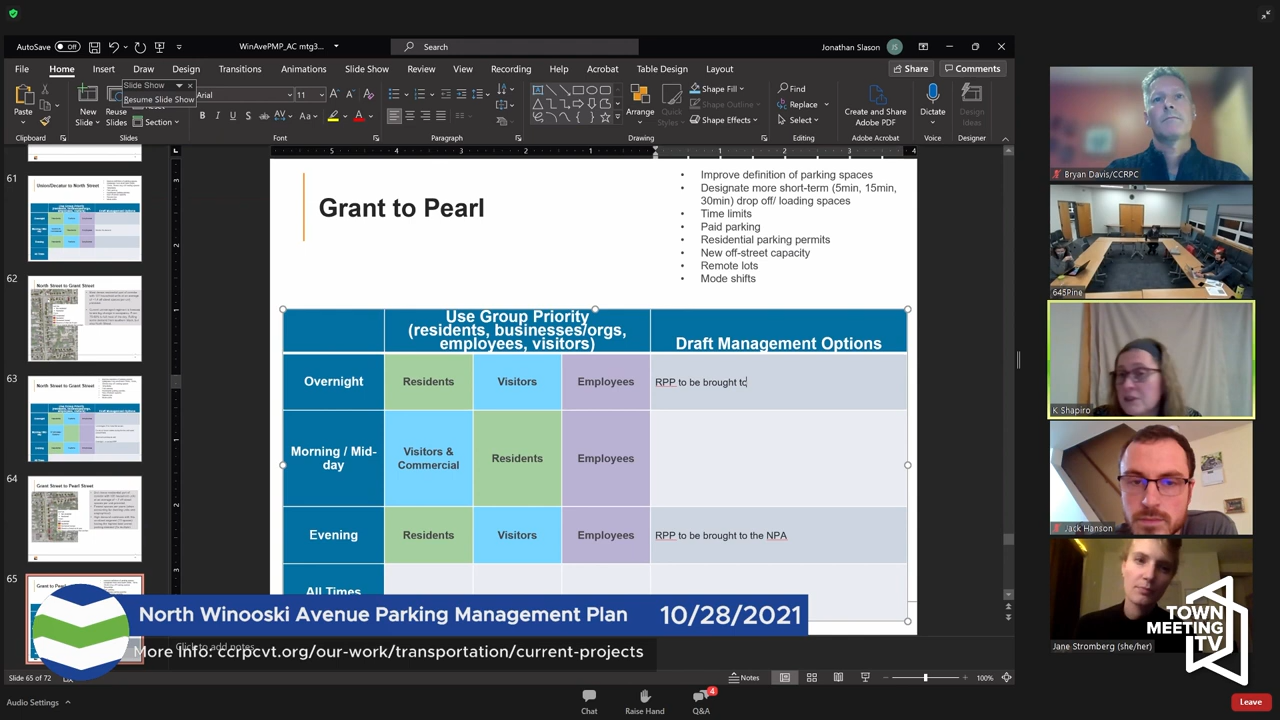 AutoSave Off
WinAvePMP_AC mtg3...
Search
Jonathan Slason
JS
File Home Insert Draw Design Transitions Animations Slide Show Review View Recording Help Acrobat Table Design Layout
Share
Comments
Slide Show
Resume Slide Show
Paste
New Slides
Reuse Slides
Section
Arial
11
Arrange
Quick Styles
Shape Fill
Shape Outline
Shape Effects
Find
Replace
Select
Create and Share Adobe PDF
Dictate
Design Ideas
Clipboard
Slides
Font
Paragraph
Drawing
Editing
Adobe Acrobat
Voice
Designer
61
Union/Decatur to North Street
62
North Street to Grant Street
63
North Street to Grant Street
64
Grant Street to Pearl Street
65
Grant to Pearl
• Improve definition of parking spaces
• Designate more short-term (5min, 15min,
30min) drop off/ loading spaces
• Time limits
• Paid parking
• Residential parking permits
• New off-street capacity
• Remote lots
• Mode shifts
Use Group Priority
(residents, businesses/orgs,
employees, visitors)
Draft Management Options
Overnight
Residents
Visitors
Employees
RPP to be brought to
Morning / Mid-
day
Visitors &
Commercial
Residents
Employees
Evening
Residents
Visitors
Employees
RPP to be brought to the NPA
All Times
North Winooski Avenue Parking Management Plan 10/28/2021
Click to add notes
More info: ccrpcvt.org/our-work/transportation/current-projects
Slide 65 of 72
Notes
100%
Audio Settings
Chat
Raise Hand
Q&A
4
Leave
Bryan Davis/CCRPC
645Pine
K Shapiro
Jack Hanson
Jane Stromberg (she/her)
TOWN
MEETING
TV